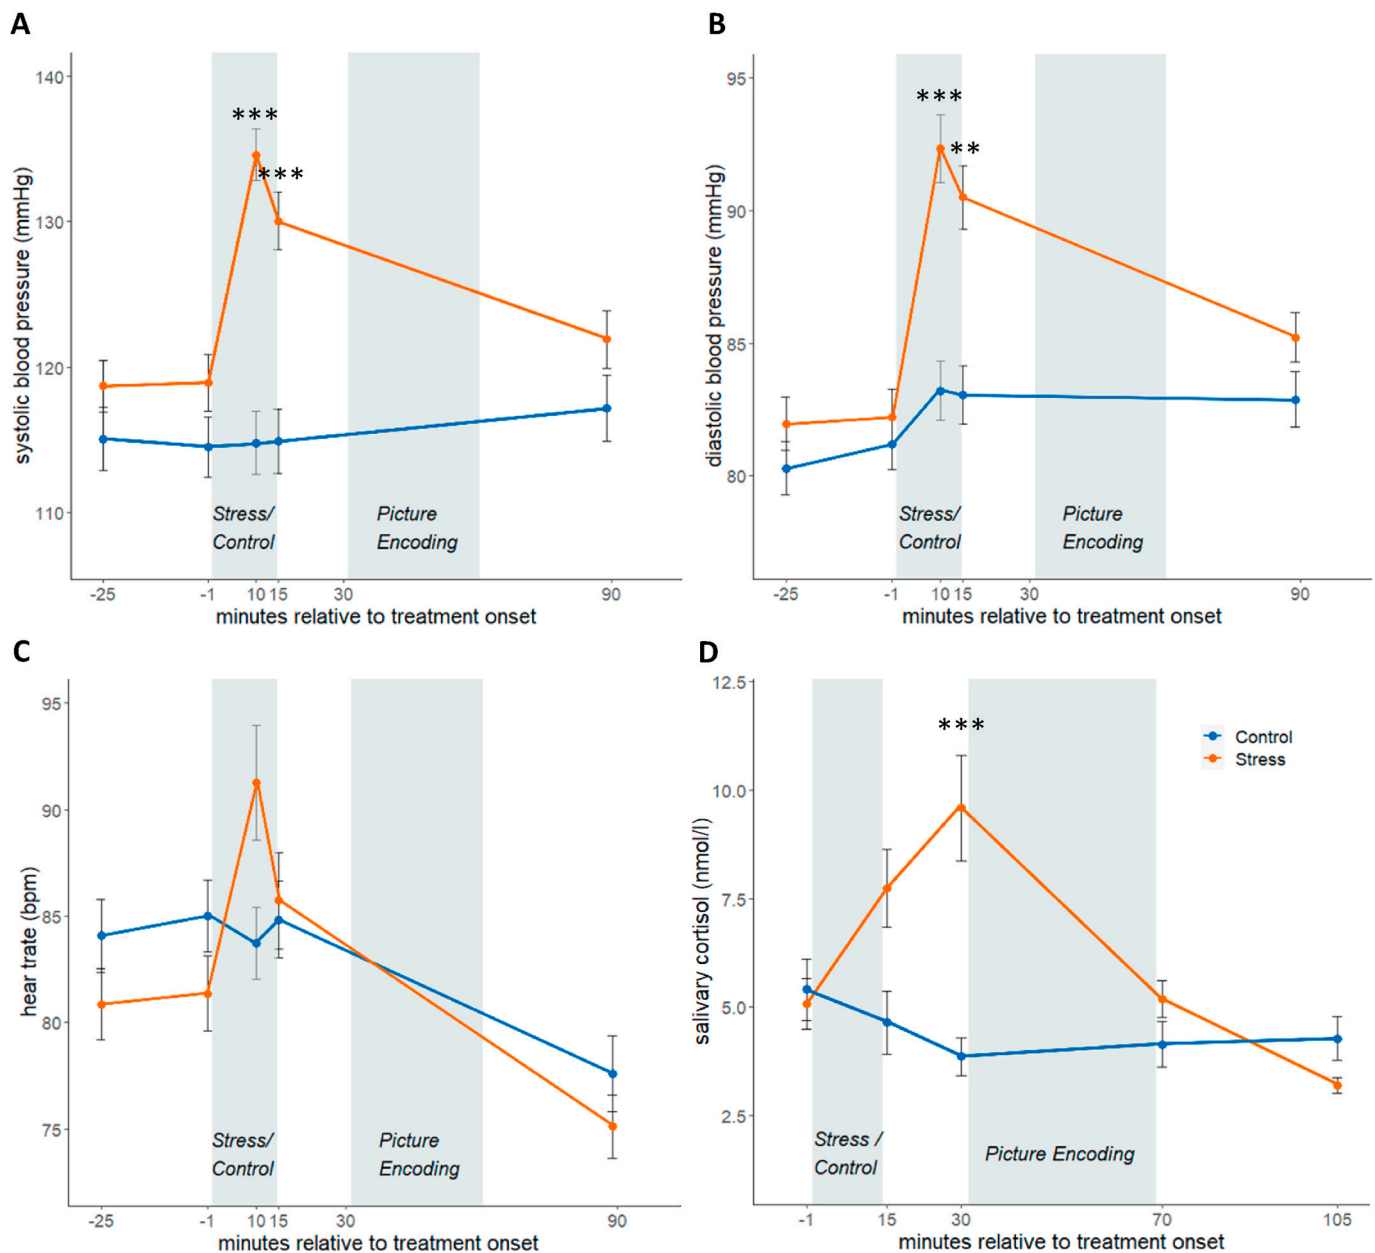 A
systolic blood pressure (mmHg)
140
130
120
110
***
***
Stress/
Control
Picture
Encoding
-25 -1 10 15 30 90
minutes relative to treatment onset
B
diastolic blood pressure (mmHg)
95
90
85
80
***
**
Stress/
Control
Picture
Encoding
-25 -1 10 15 30 90
minutes relative to treatment onset
C
hear trate (bpm)
95
90
85
80
75
Stress/
Control
Picture
Encoding
-25 -1 10 15 30 90
minutes relative to treatment onset
D
salivary cortisol (nmol/l)
12.5
10.0
7.5
5.0
2.5
***
Control
Stress
Stress /
Control
Picture Encoding
-1 15 30 70 105
minutes relative to treatment onset